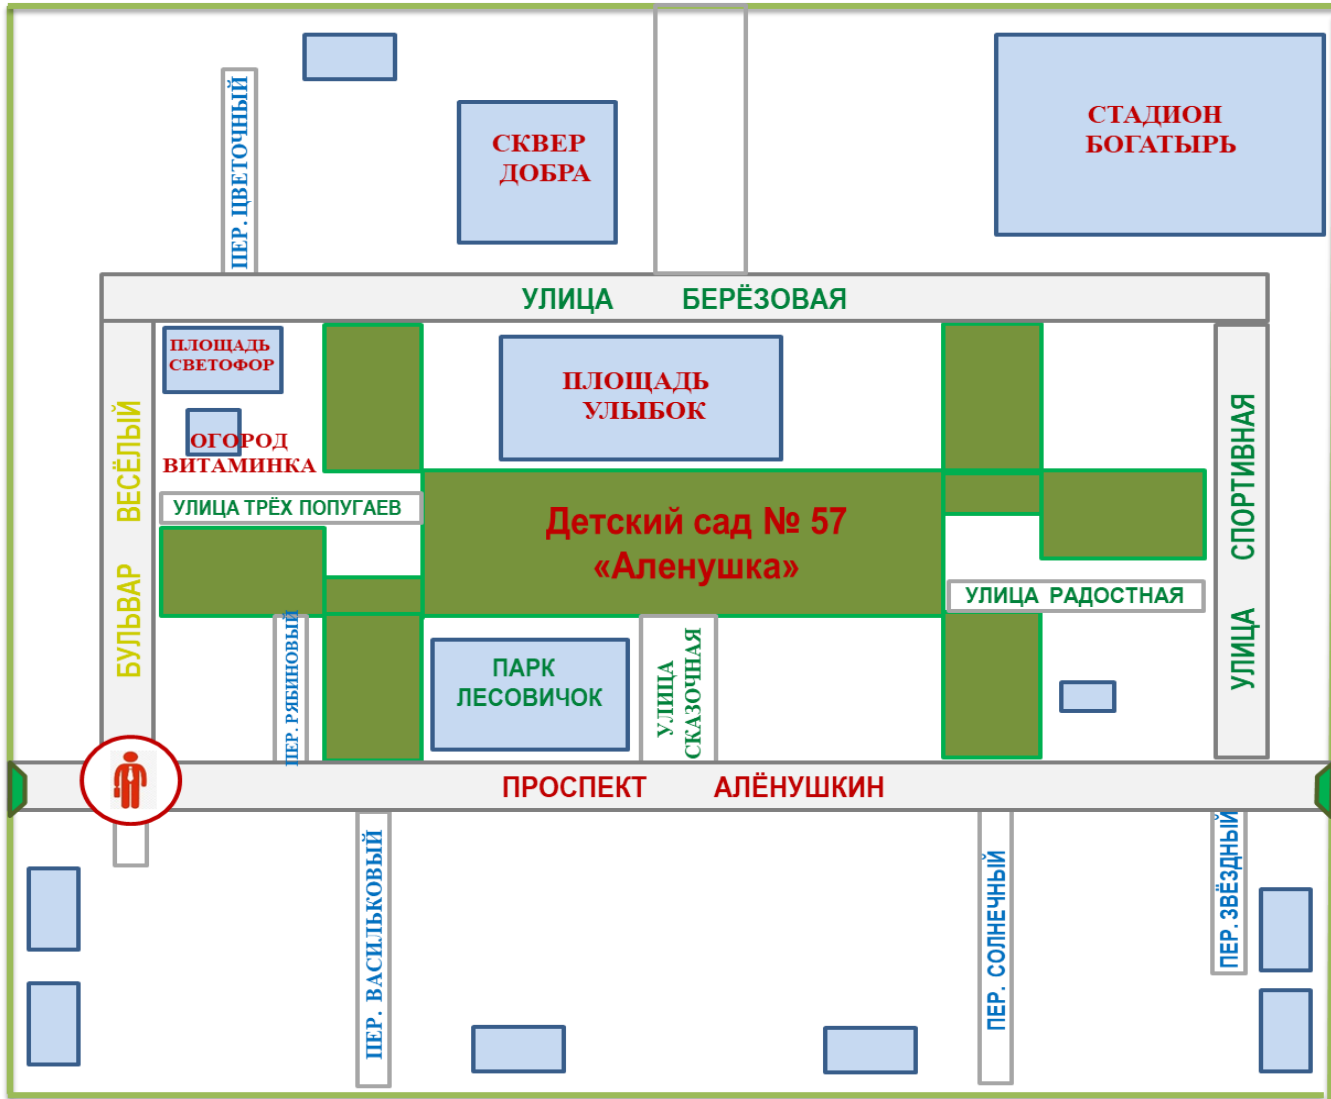 ПЕР. ЦВЕТОЧНЫЙ
СКВЕР
ДОБРА
СТАДИОН
БОГАТЫРЬ
УЛИЦА БЕРЁЗОВАЯ
ПЛОЩАДЬ
СВЕТОФОР
ПЛОЩАДЬ
УЛЫБОК
ОГОРОД
ВИТАМИНКА
БУЛЬВАР ВЕСЁЛЫЙ
УЛИЦА ТРЁХ ПОПУГАЕВ
Детский сад № 57
«Аленушка»
УЛИЦА СПОРТИВНАЯ
УЛИЦА РАДОСТНАЯ
ПЕР. РЯБИНОВЫЙ
ПАРК
ЛЕСОВИЧОК
УЛИЦА
СКАЗОЧНАЯ
ПРОСПЕКТ АЛЁНУШКИН
ПЕР. ВАСИЛЬКОВЫЙ
ПЕР. СОЛНЕЧНЫЙ
ПЕР. ЗВЁЗДНЫЙ